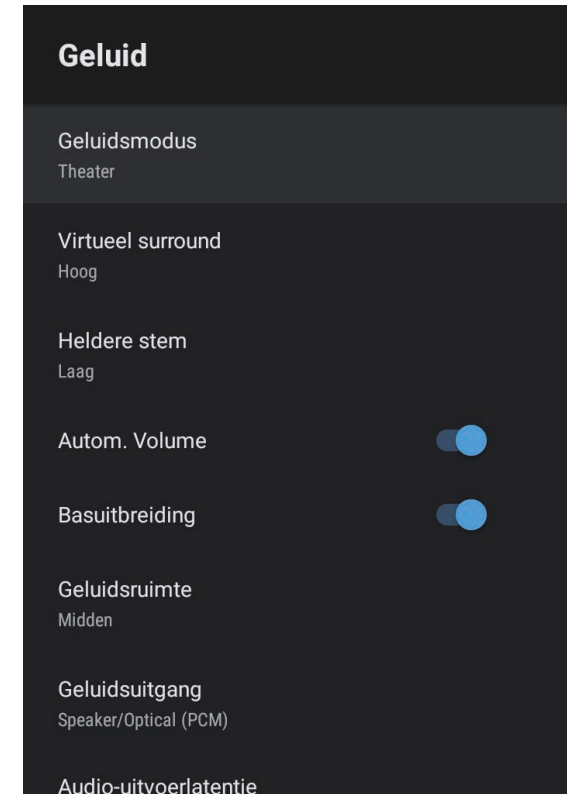 Geluid
Geluidsmodus
Theater
Virtueel surround
Hoog
Heldere stem
Laag
Autom. Volume
Basuitbreiding
Geluidsruimte
Midden
Geluidsuitgang
Speaker/Optical (PCM)
Audio-uitvoerlatentie